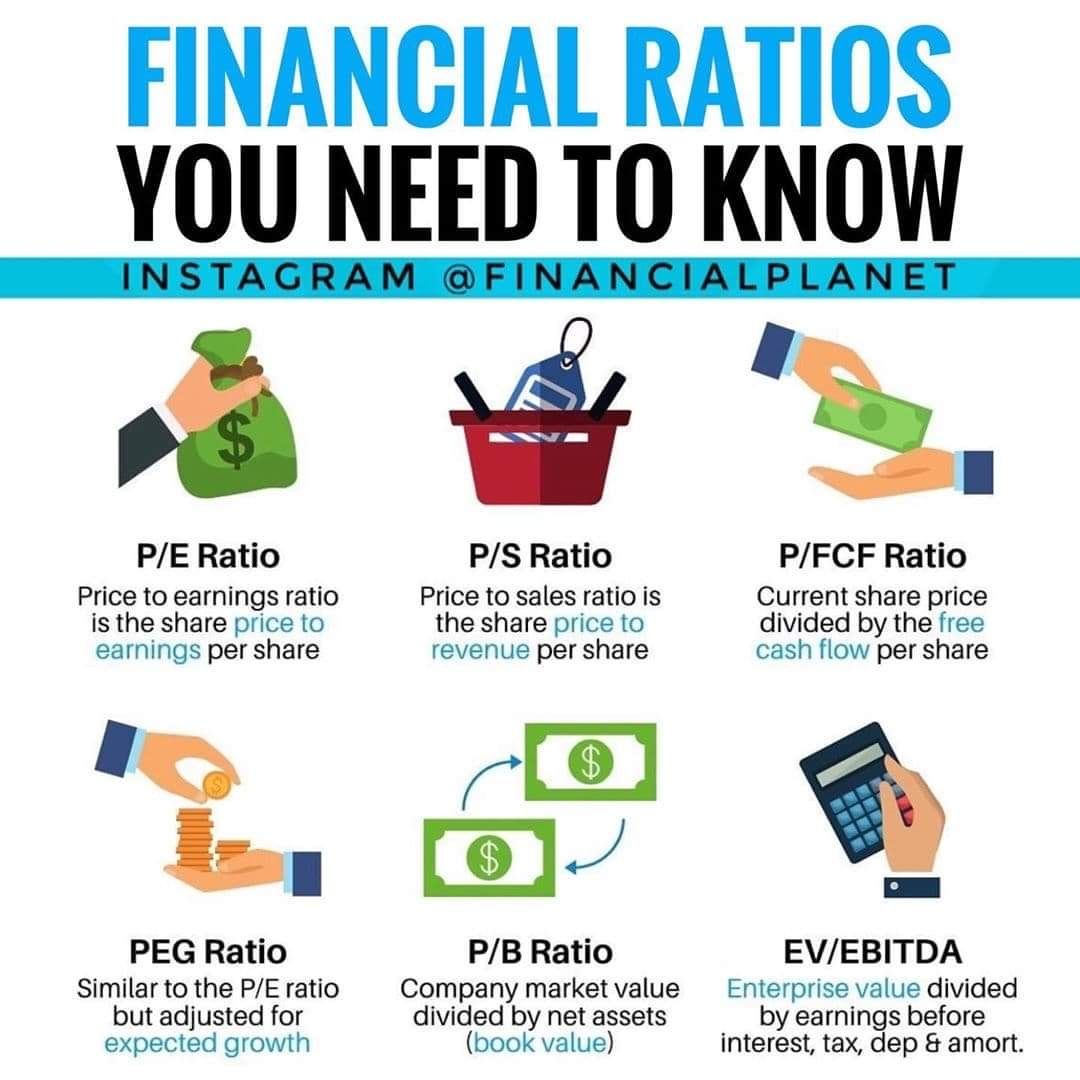 FINANCIAL RATIOS
YOU NEED TO KNOW
INSTAGRAM @FINANCIALPLANET
$
P/E Ratio
Price to earnings ratio
is the share price to
earnings per share
P/S Ratio
Price to sales ratio is
the share price to
revenue per share
P/FCF Ratio
Current share price
divided by the free
cash flow per share
$
$
$
PEG Ratio
Similar to the P/E ratio
but adjusted for
expected growth
P/B Ratio
Company market value
divided by net assets
(book value)
EV/EBITDA
Enterprise value divided
by earnings before
interest, tax, dep & amort.